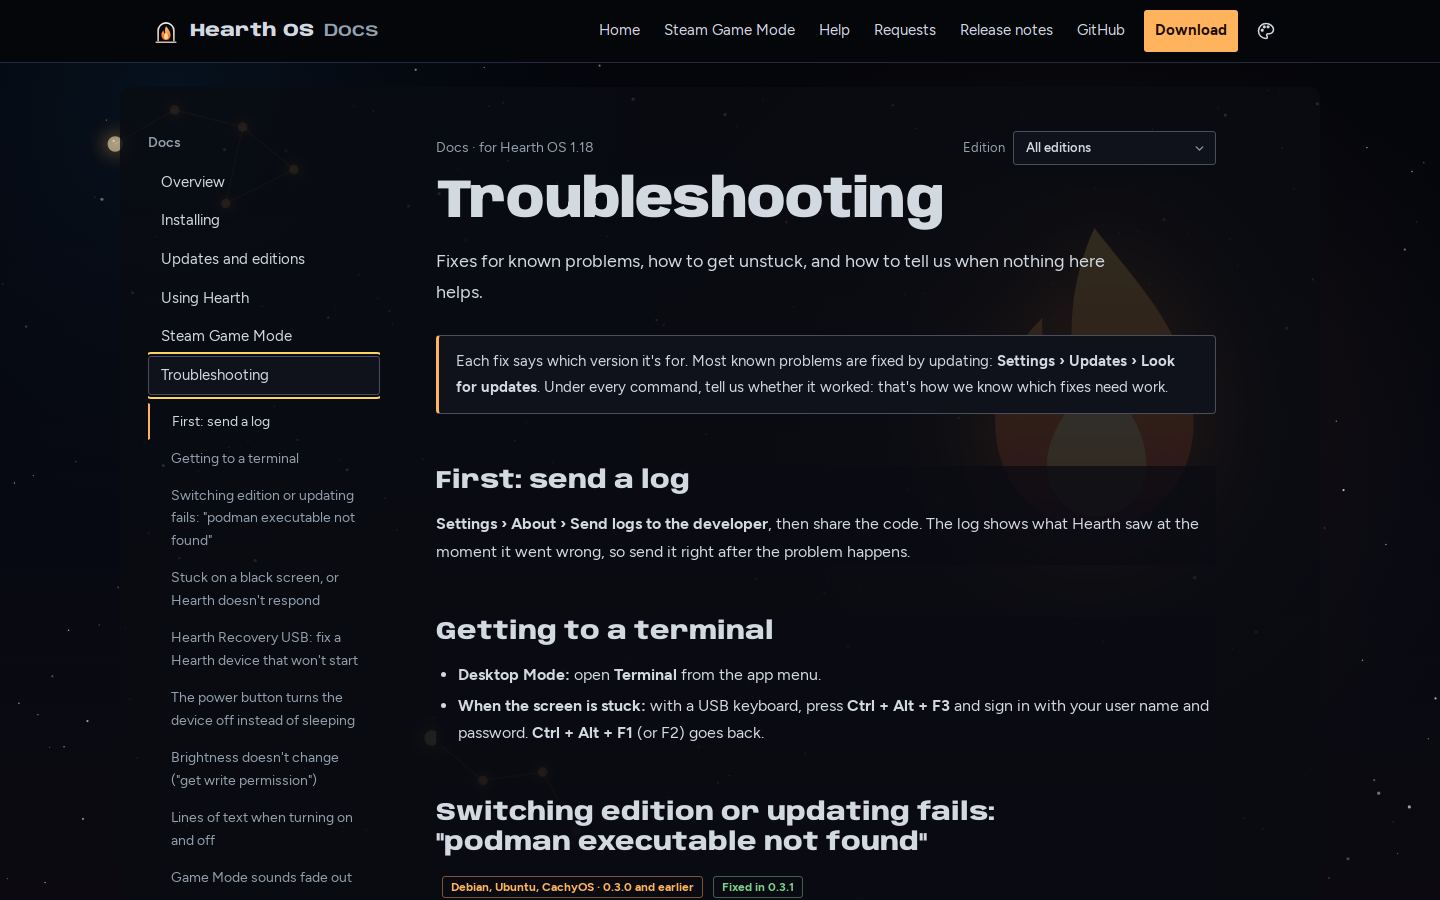 Hearth OS Docs
Home
Steam Game Mode
Help
Requests
Release notes
GitHub
Download
Docs
Overview
Installing
Updates and editions
Using Hearth
Steam Game Mode
Troubleshooting
First: send a log
Getting to a terminal
Switching edition or updating
fails: "podman executable not
found"
Stuck on a black screen, or
Hearth doesn't respond
Hearth Recovery USB: fix a
Hearth device that won't start
The power button turns the
device off instead of sleeping
Brightness doesn't change
("get write permission")
Lines of text when turning on
and off
Game Mode sounds fade out
Docs · for Hearth OS 1.18
Edition
All editions
Troubleshooting
Fixes for known problems, how to get unstuck, and how to tell us when nothing here
helps.
Each fix says which version it's for. Most known problems are fixed by updating: Settings › Updates › Look
for updates. Under every command, tell us whether it worked: that's how we know which fixes need work.
First: send a log
Settings › About › Send logs to the developer, then share the code. The log shows what Hearth saw at the
moment it went wrong, so send it right after the problem happens.
Getting to a terminal
• Desktop Mode: open Terminal from the app menu.
• When the screen is stuck: with a USB keyboard, press Ctrl + Alt + F3 and sign in with your user name and
password. Ctrl + Alt + F1 (or F2) goes back.
Switching edition or updating fails:
"podman executable not found"
Debian, Ubuntu, CachyOS · 0.3.0 and earlier
Fixed in 0.3.1